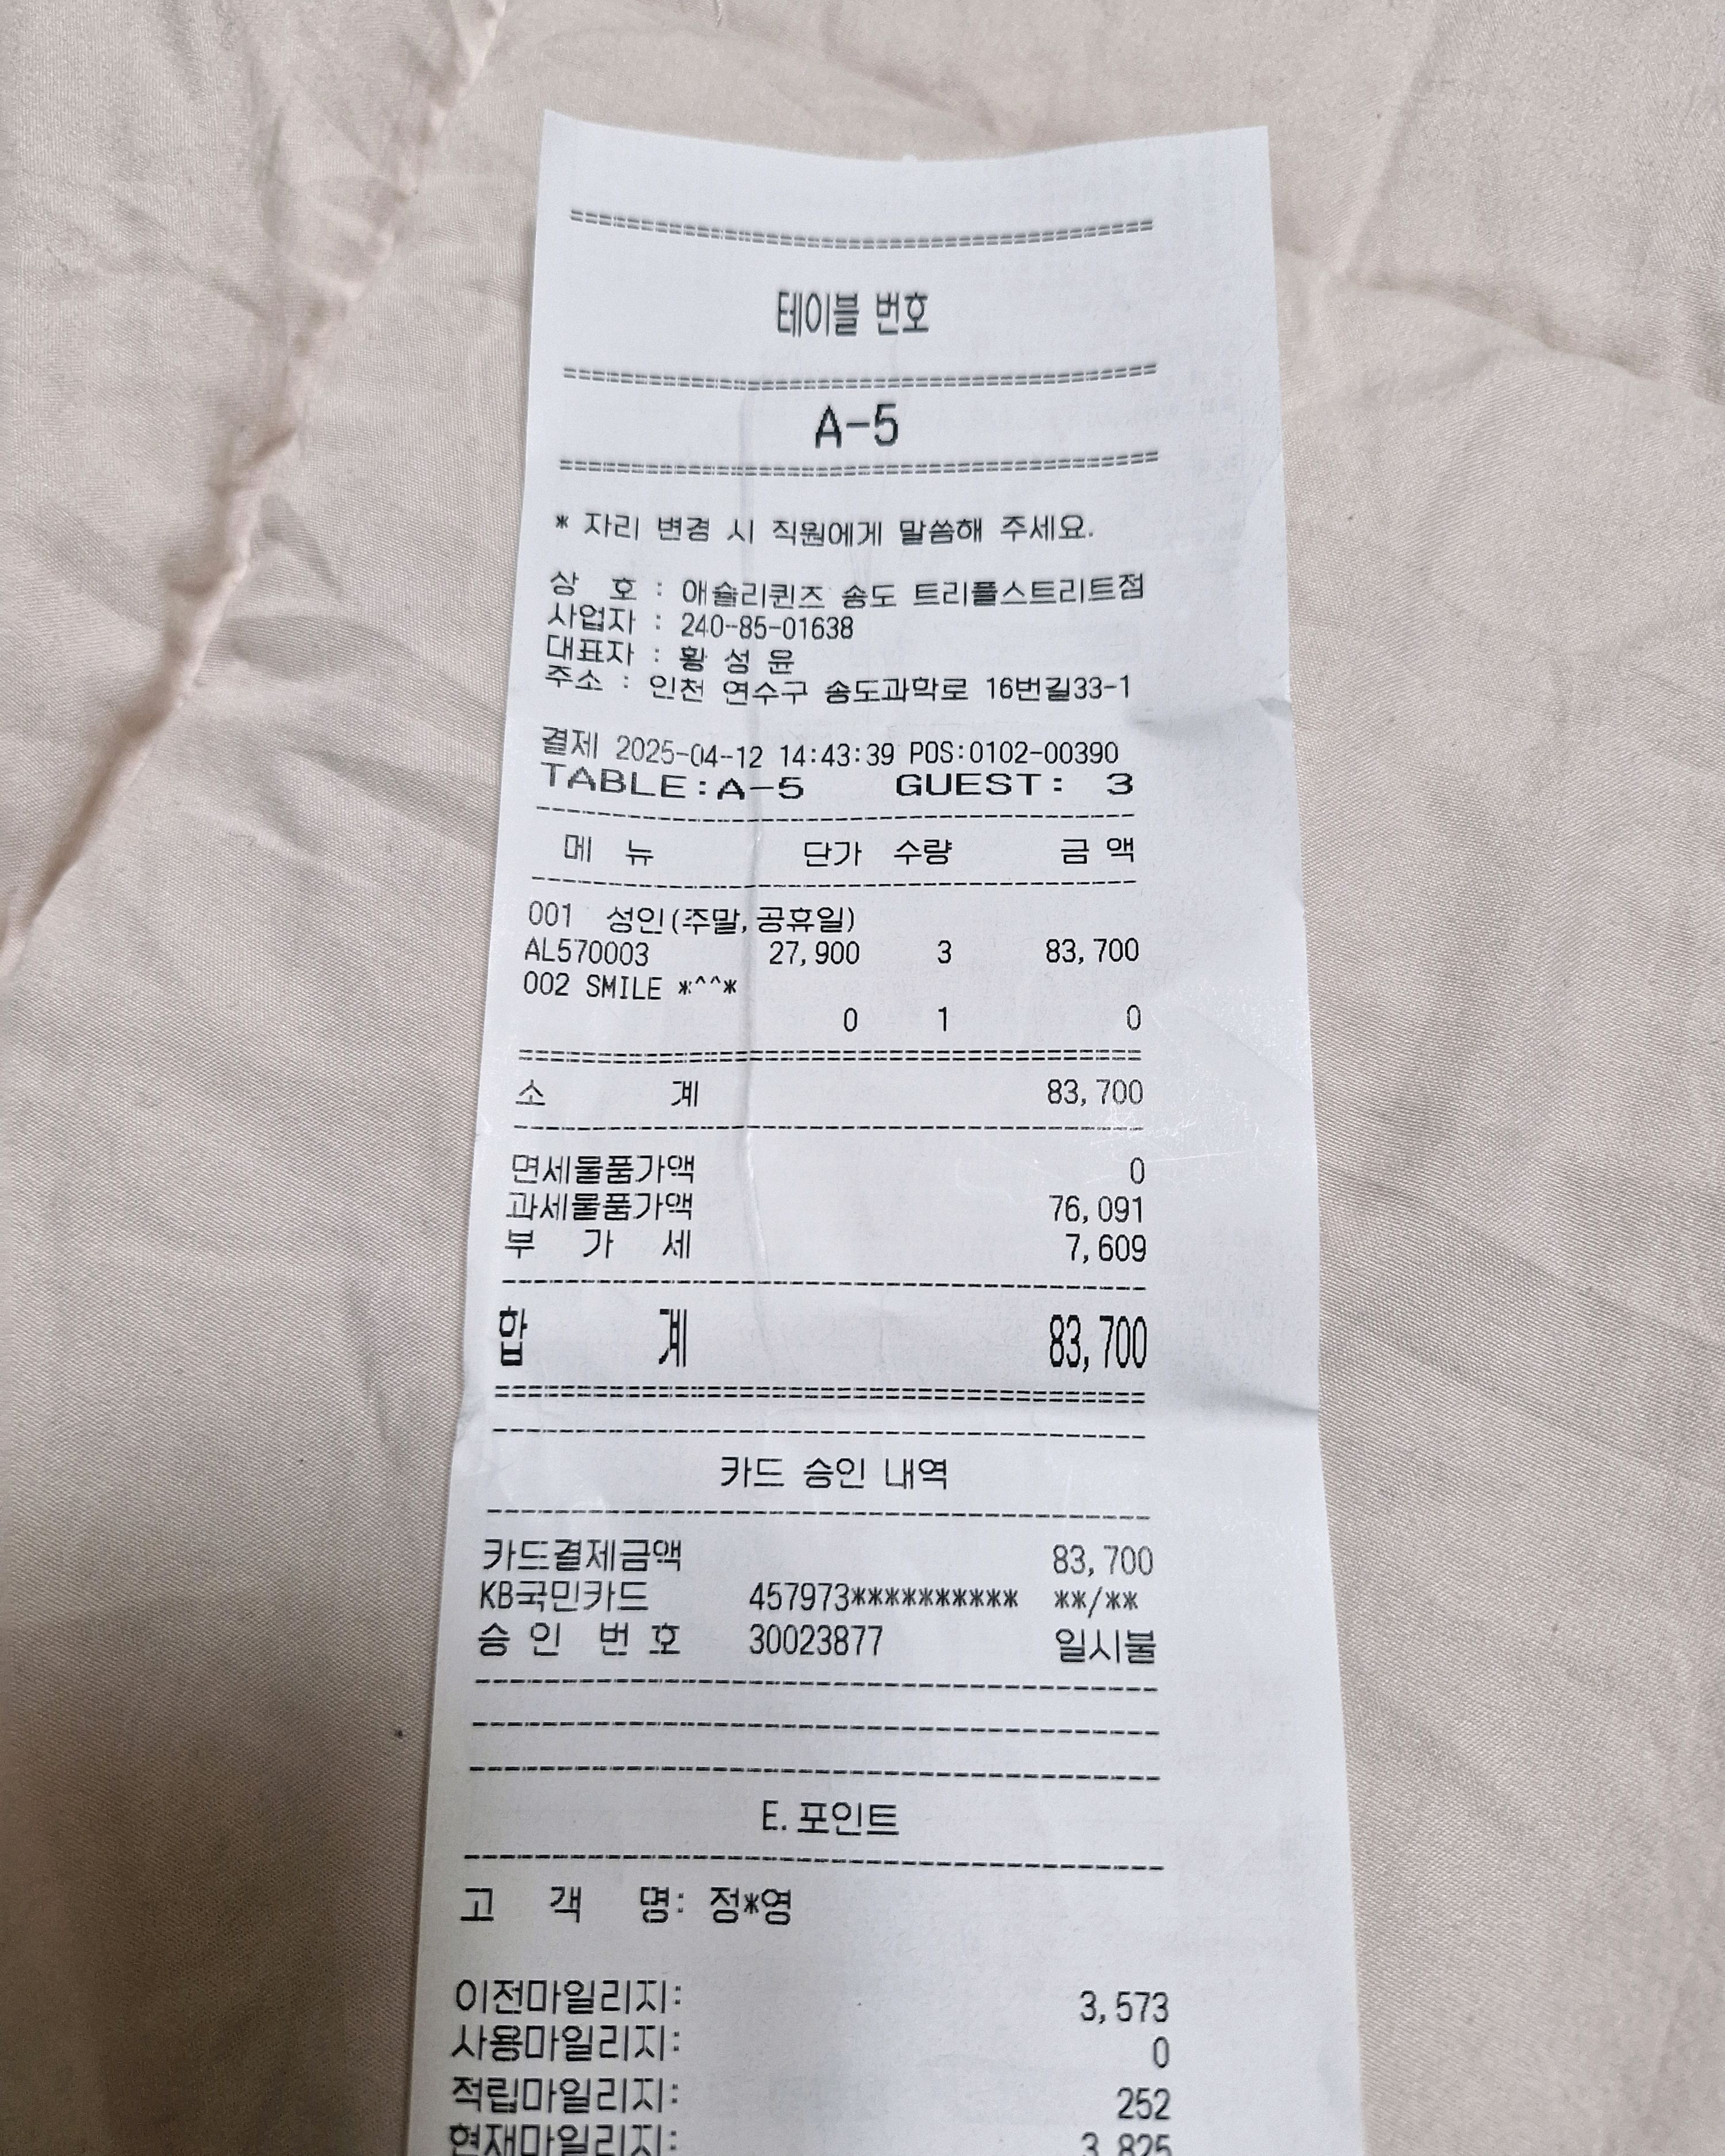 ================================
테이블 번호
================================
A-5
================================
* 자리 변경 시 직원에게 말씀해 주세요.
상 호 : 애슐리퀸즈 송도 트리플스트리트점
사업자 : 240-85-01638
대표자 : 황 성 윤
주소 : 인천 연수구 송도과학로 16번길33-1
결제 2025-04-12 14:43:39 POS:0102-00390
TABLE:A-5 GUEST: 3
메 뉴 단가 수량 금 액
001 성인(주말,공휴일)
AL570003 27,900 3 83,700
002 SMILE *^^*
0 1 0
소 계 83,700
면세물품가액 0
과세물품가액 76,091
부 가 세 7,609
합 계 83,700
카드 승인 내역
카드결제금액 83,700
KB국민카드 457973********** **/**
승 인 번 호 30023877 일시불
E.포인트
고 객 명: 정*영
이전마일리지: 3,573
사용마일리지: 0
적립마일리지: 252
현재마일리지: 3,825